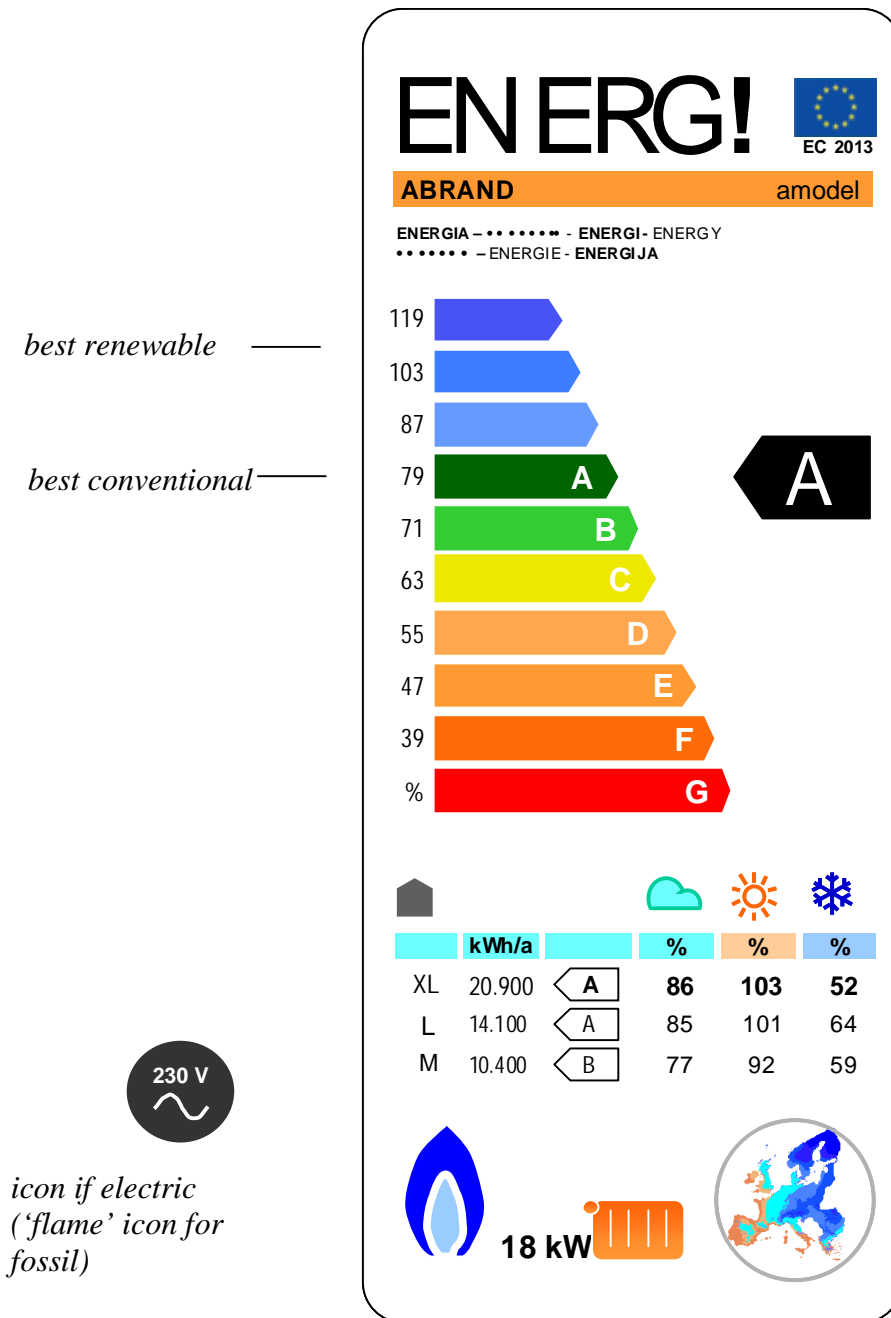 ENERG!
EC 2013
ABRAND amodel
ENERGIA – ••••••• - ENERGI - ENERGY
••••••• – ENERGIE - ENERGIJA
119
best renewable
103
87
best conventional
79 A A
71 B
63 C
55 D
47 E
39 F
% G
kWh/a % % %
XL 20.900 A 86 103 52
L 14.100 A 85 101 64
M 10.400 B 77 92 59
230 V
icon if electric
(‘flame’ icon for
fossil)
18 kW